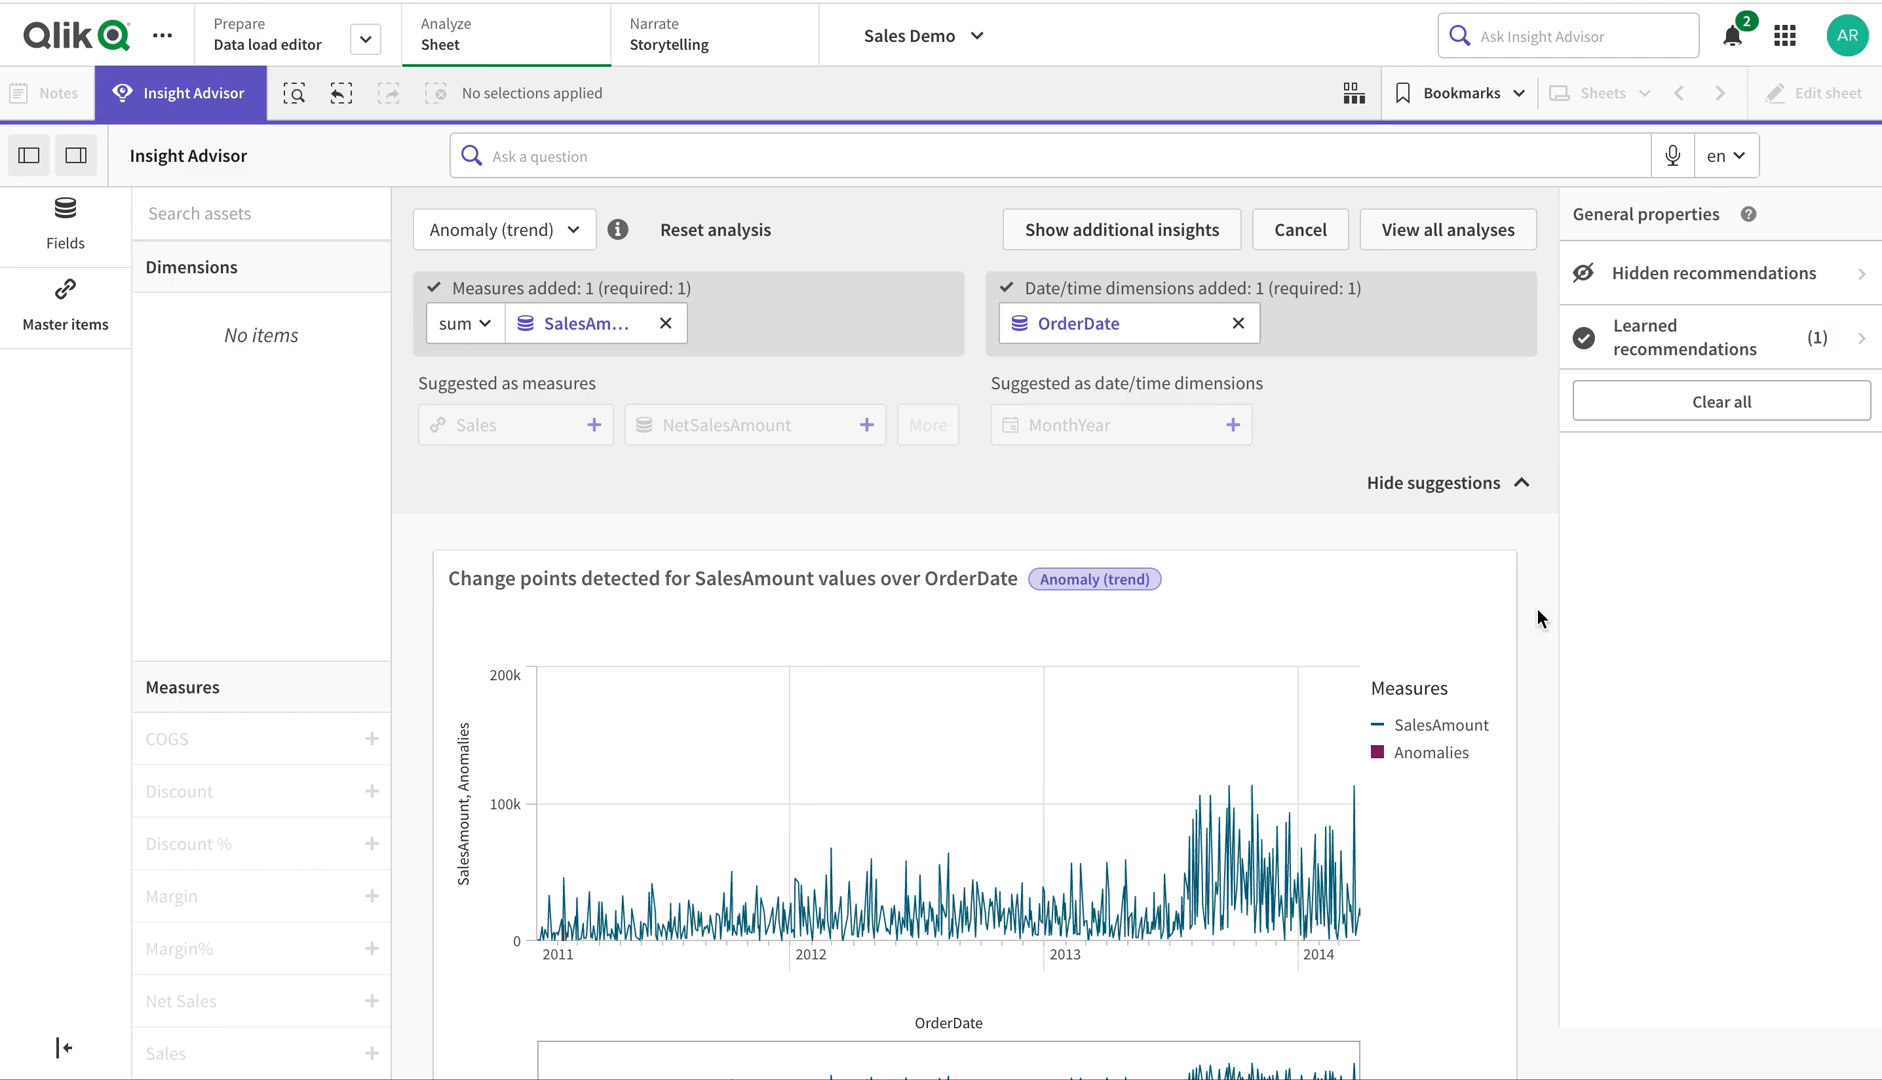 Qlik
Prepare
Data load editor
Analyze
Sheet
Narrate
Storytelling
Sales Demo
Ask Insight Advisor
2
AR
Notes
Insight Advisor
No selections applied
Bookmarks
Sheets
Edit sheet
Insight Advisor
Ask a question
en
Fields
Master items
Search assets
Dimensions
No items
Measures
COGS
Discount
Discount %
Margin
Margin%
Net Sales
Sales
Anomaly (trend)
Reset analysis
Show additional insights
Cancel
View all analyses
Measures added: 1 (required: 1)
sum
SalesAm...
Date/time dimensions added: 1 (required: 1)
OrderDate
Suggested as measures
Sales
NetSalesAmount
More
Suggested as date/time dimensions
MonthYear
Hide suggestions
Change points detected for SalesAmount values over OrderDate
Anomaly (trend)
SalesAmount, Anomalies
200k
100k
0
2011
2012
2013
2014
OrderDate
Measures
SalesAmount
Anomalies
General properties
Hidden recommendations
Learned
recommendations
(1)
Clear all